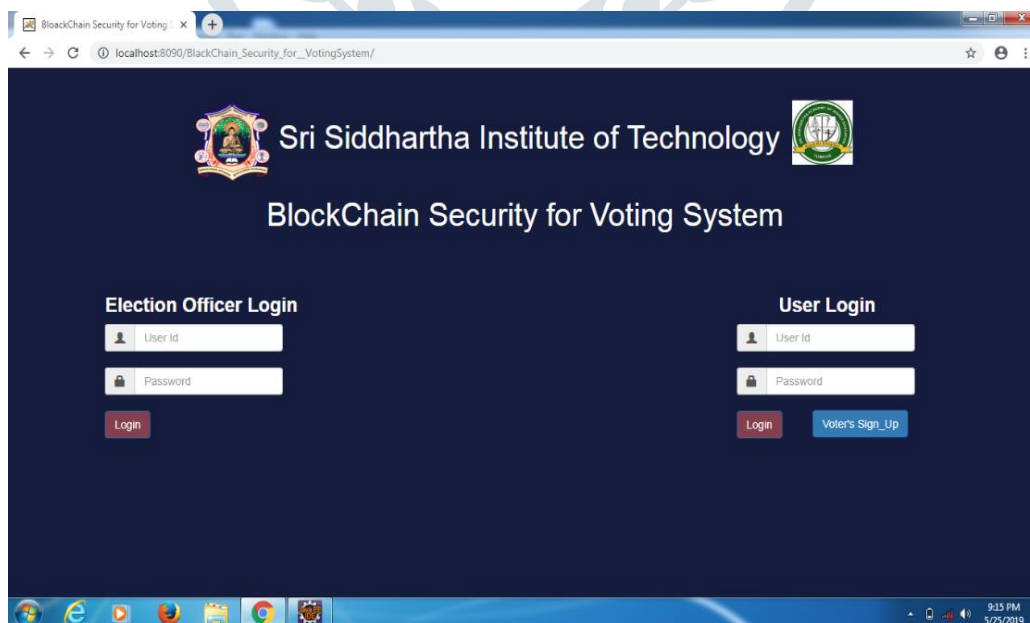 BloackChain Security for Voting
localhost:8090/BlackChain_Security_for__VotingSystem/
Sri Siddhartha Institute of Technology
BlockChain Security for Voting System
Election Officer Login
User Id
Password
Login
User Login
User Id
Password
Login Voter's Sign_Up
9:15 PM
5/25/2019